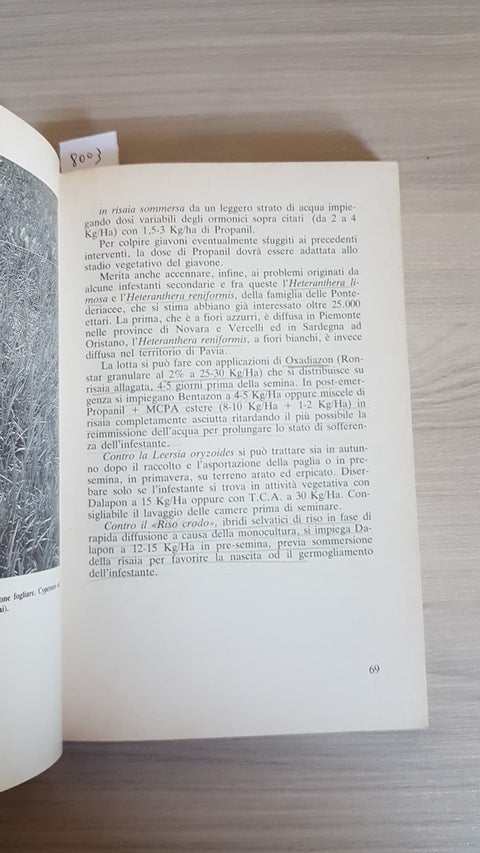 8003
in risaia sommersa da un leggero strato di acqua impie-
gando dosi variabili degli ormonici sopra citati (da 2 a 4
Kg/Ha) con 1,5-3 Kg/ha di Propanil.
Per colpire giavoni eventualmente sfuggiti ai precedenti
interventi, la dose di Propanil dovrà essere adattata allo
stadio vegetativo del giavone.
Merita anche accennare, infine, ai problemi originati da
alcune infestanti secondarie e fra queste l'Heteranthera li-
mosa e l'Heteranthera reniformis, della famiglia delle Ponte-
deriacee, che si stima abbiano già interessato oltre 25.000
ettari. La prima, che è a fiori azzurri, è diffusa in Piemonte
nelle province di Novara e Vercelli ed in Sardegna ad
Oristano, l'Heteranthera reniformis, a fiori bianchi, è invece
diffusa nel territorio di Pavia.
La lotta si può fare con applicazioni di Oxadiazon (Ron-
star granulare al 2% a 25-30 Kg/Ha) che si distribuisce su
risaia allagata, 4-5 giorni prima della semina. In post-emer-
genza si impiegano Bentazon a 4-5 Kg/Ha oppure miscele di
Propanil + MCPA estere (8-10 Kg/Ha + 1-2 Kg/Ha) in
risaia completamente asciutta ritardando il più possibile la
reimmissione dell'acqua per prolungare lo stato di sofferen-
za dell'infestante.
Contro la Leersia oryzoides si può trattare sia in autun-
no dopo il raccolto e l'asportazione della paglia o in pre-
semina, in primavera, su terreno arato ed erpicato. Diser-
bare solo se l'infestante si trova in attività vegetativa con
Dalapon a 15 Kg/Ha oppure con T.C.A. a 30 Kg/Ha. Con-
sigliabile il lavaggio delle camere prima di seminare.
Contro il «Riso crodo», ibridi selvatici di riso in fase di
rapida diffusione a causa della monocultura, si impiega Da-
lapon a 12-15 Kg/Ha in pre-semina, previa sommersione
della risaia per favorire la nascita od il germogliamento
dell'infestante.
69
one fogliare. Cyperus
ni).